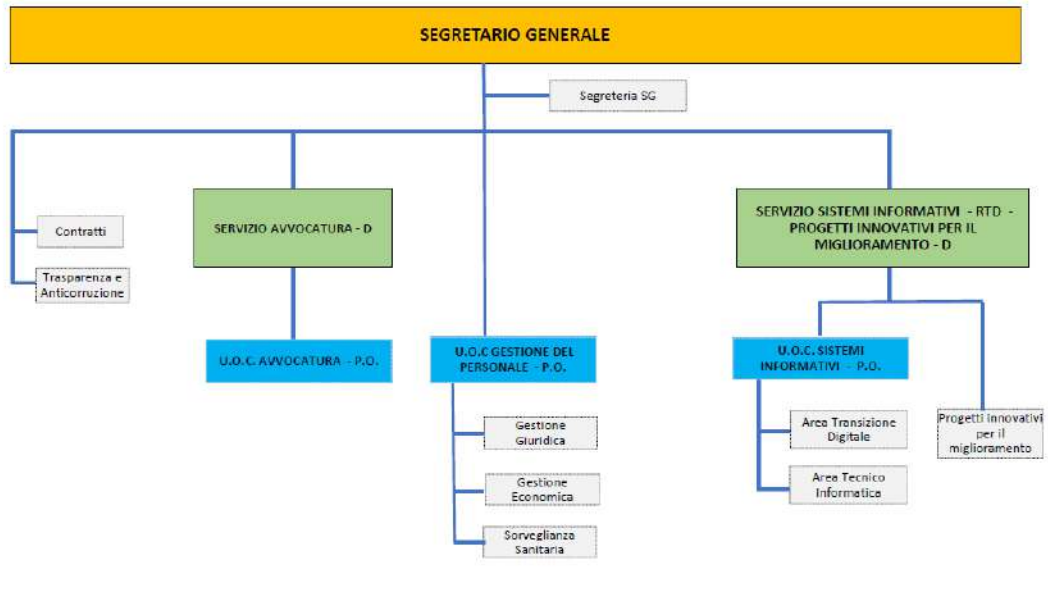 SEGRETARIO GENERALE
Segreteria SG
SERVIZIO AVVOCATURA - D
SERVIZIO SISTEMI INFORMATIVI - RTD -
PROGETTI INNOVATIVI PER IL
MIGLIORAMENTO - D
Contratti
Trasparenza e
Anticorruzione
U.O.C. AVVOCATURA - P.O.
U.O.C GESTIONE DEL
PERSONALE - P.O.
U.O.C. SISTEMI
INFORMATIVI - P.O.
Gestione
Giuridica
Gestione
Economica
Sorveglianza
Sanitaria
Area Transizione
Digitale
Area Tecnico
Informatica
Progetti innovativi
per il
miglioramento